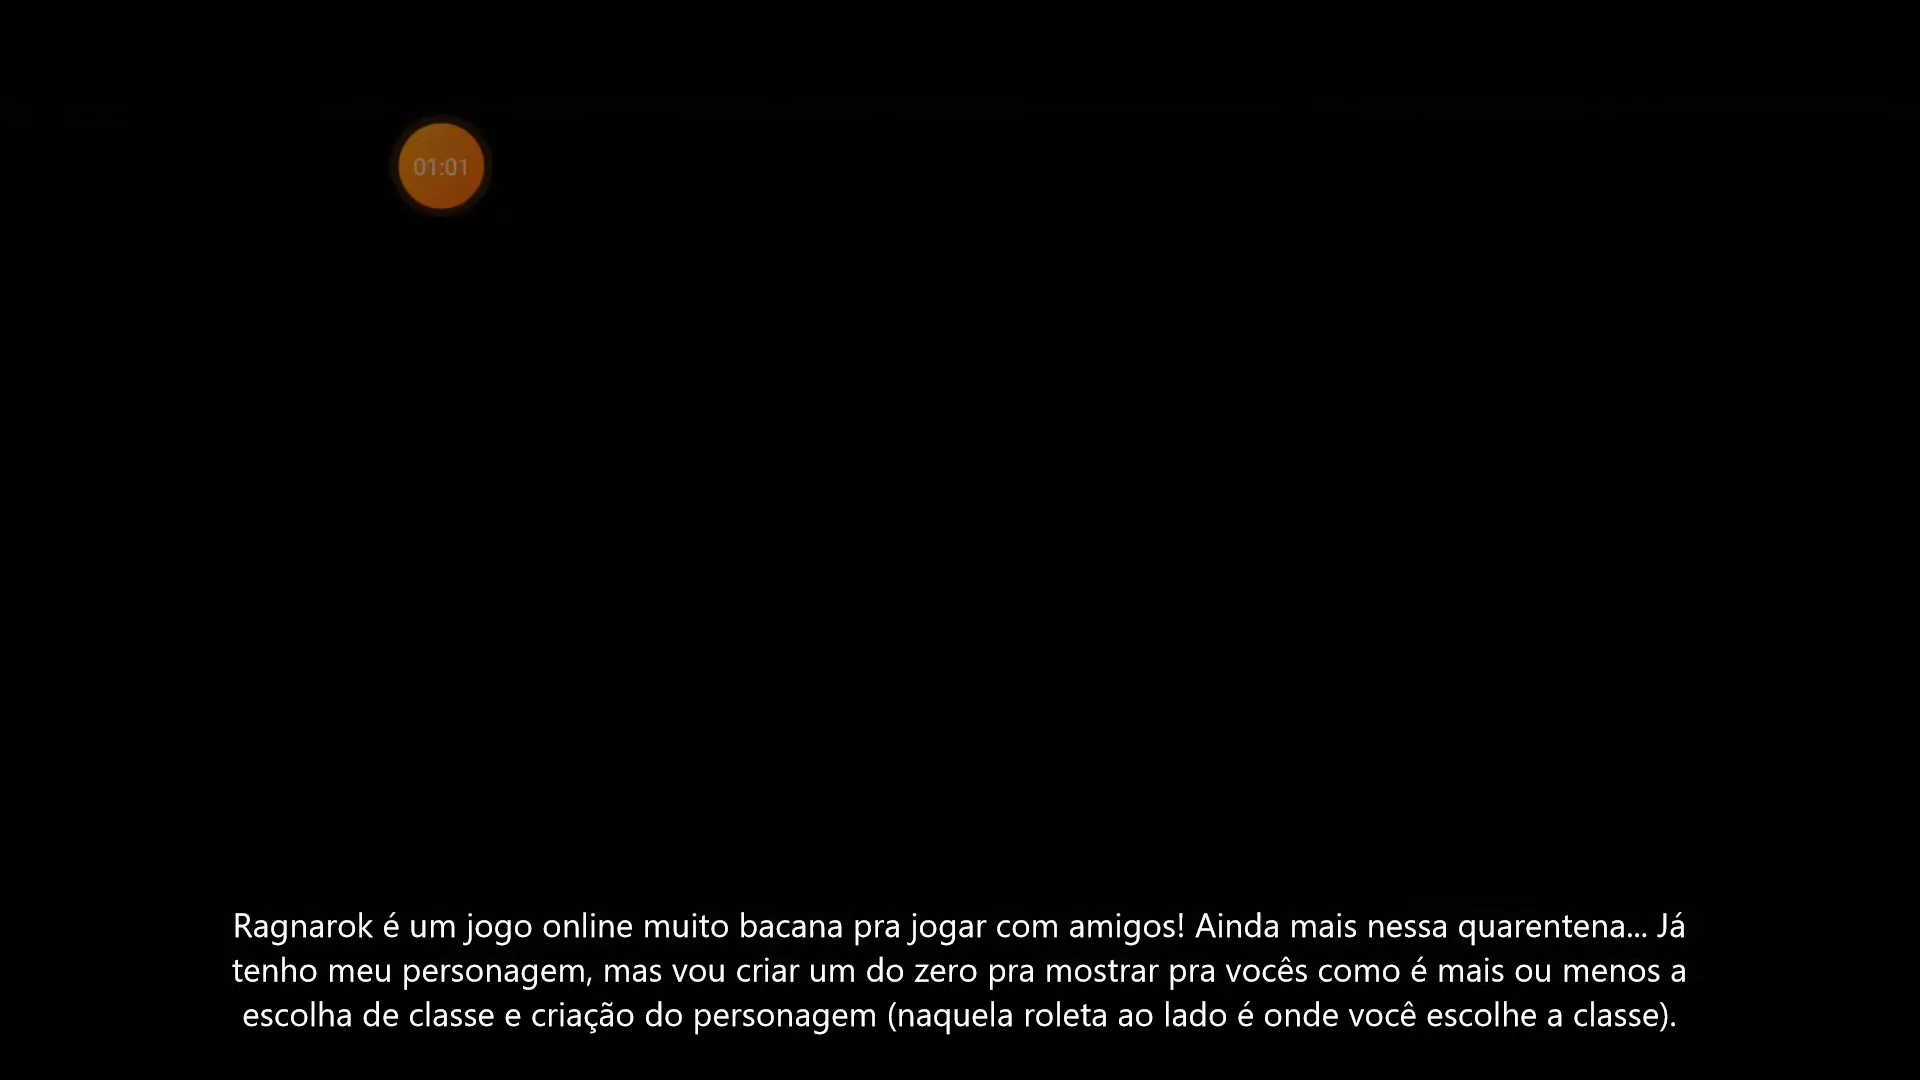 01:01
Ragnarok é um jogo online muito bacana pra jogar com amigos! Ainda mais nessa quarentena... Já
tenho meu personagem, mas vou criar um do zero pra mostrar pra vocês como é mais ou menos a
escolha de classe e criação do personagem (naquela roleta ao lado é onde você escolhe a classe).